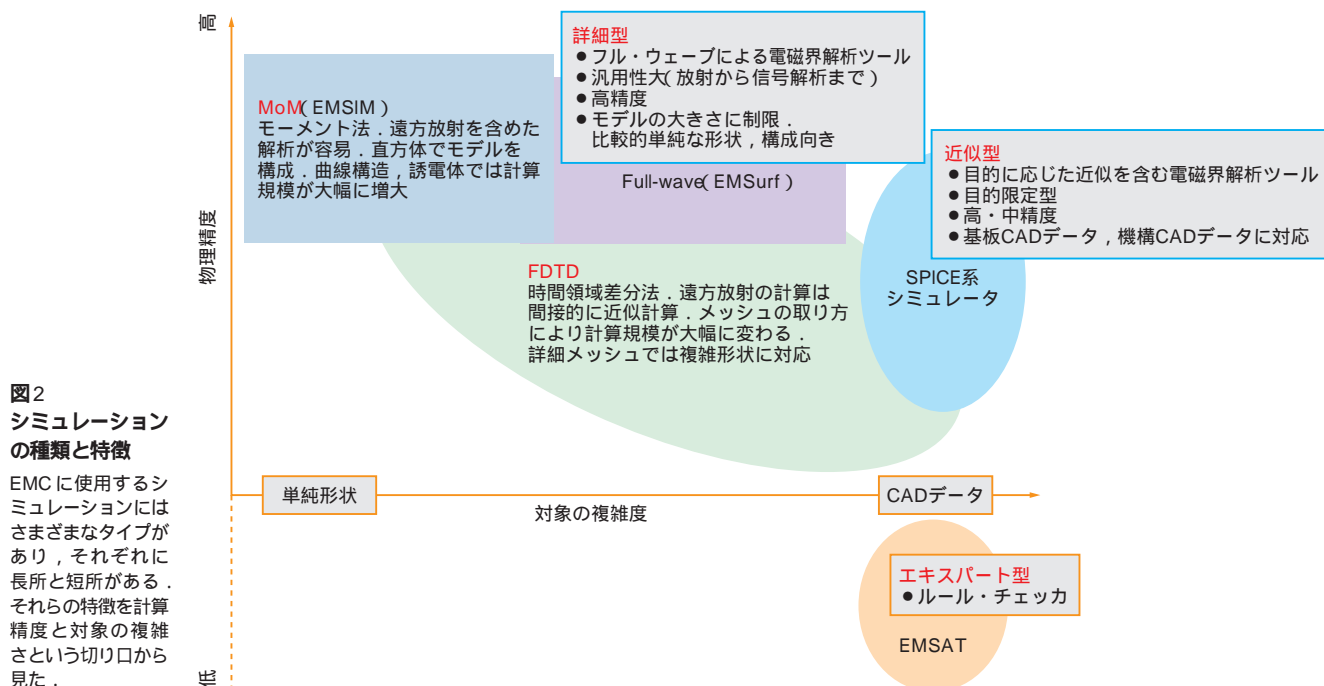 高
物理精度
低
MoM(EMSIM)
モーメント法．遠方放射を含めた
解析が容易．直方体でモデルを
構成．曲線構造，誘電体では計算
規模が大幅に増大
詳細型
●フル・ウェーブによる電磁界解析ツール
●汎用性大(放射から信号解析まで)
●高精度
●モデルの大きさに制限．
比較的単純な形状，構成向き
Full-wave(EMSurf)
近似型
●目的に応じた近似を含む電磁界解析ツール
●目的限定型
●高・中精度
●基板CADデータ，機構CADデータに対応
SPICE系
シミュレータ
FDTD
時間領域差分法．遠方放射の計算は
間接的に近似計算．メッシュの取り方
により計算規模が大幅に変わる．
詳細メッシュでは複雑形状に対応
単純形状
対象の複雑度
CADデータ
エキスパート型
●ルール・チェッカ
EMSAT
図2
シミュレーション
の種類と特徴
EMCに使用するシ
ミュレーションには
さまざまなタイプが
あり，それぞれに
長所と短所がある．
それらの特徴を計算
精度と対象の複雑
さという切り口から
見た．